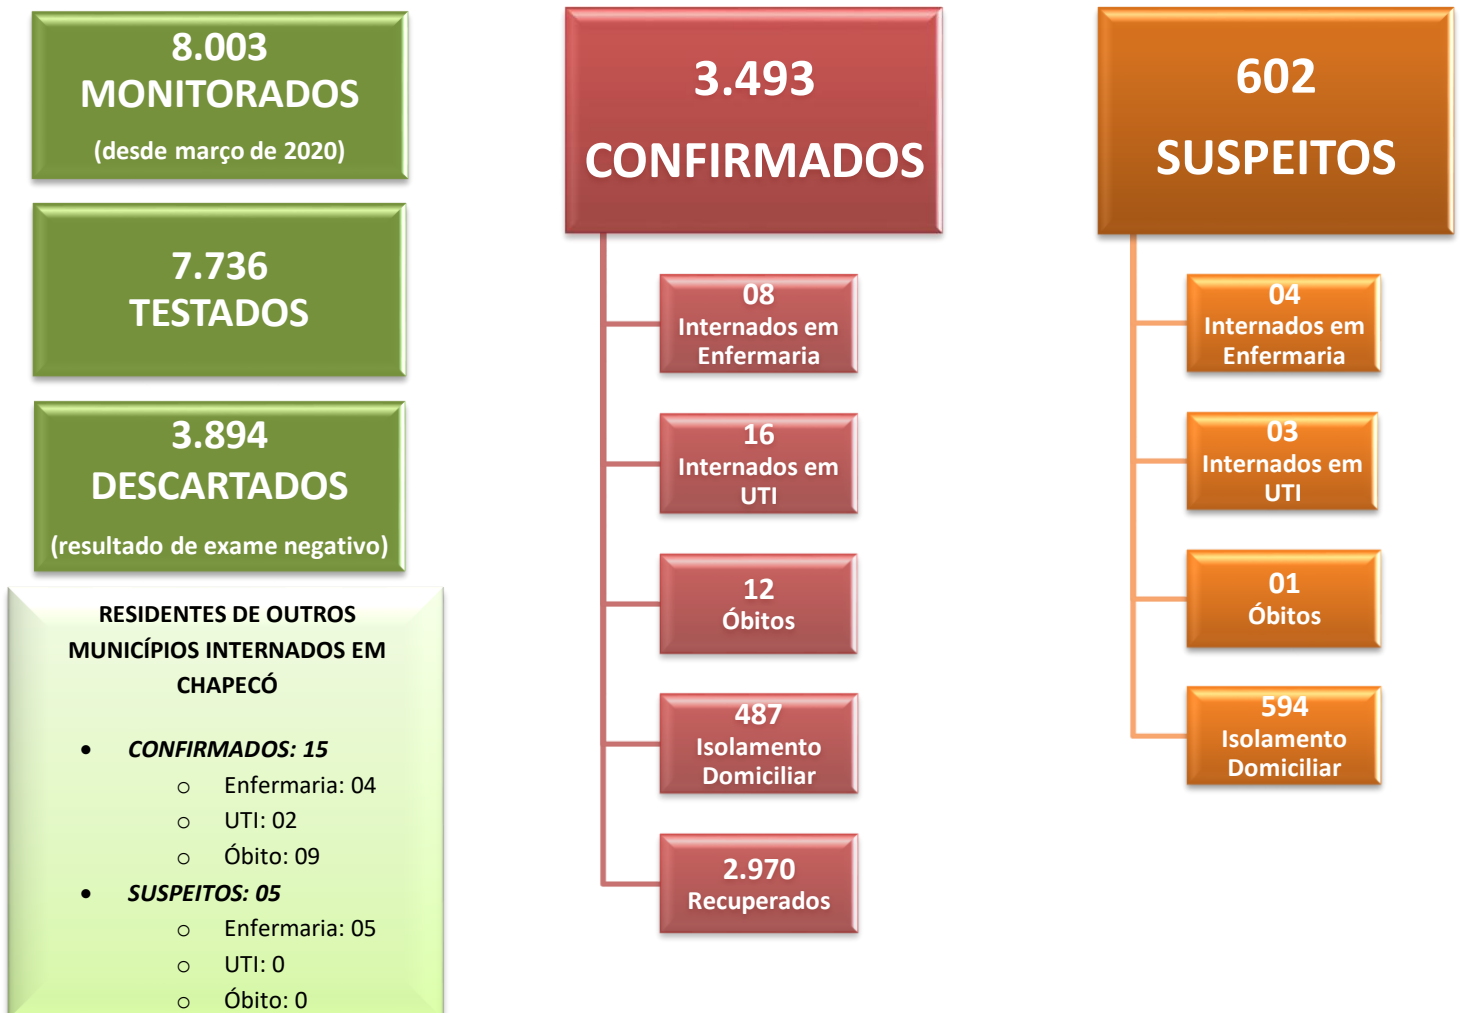 8.003
MONITORADOS
(desde março de 2020)
7.736
TESTADOS
3.894
DESCARTADOS
(resultado de exame negativo)
RESIDENTES DE OUTROS
MUNICÍPIOS INTERNADOS EM
CHAPECÓ
• CONFIRMADOS: 15
o Enfermaria: 04
o UTI: 02
o Óbito: 09
• SUSPEITOS: 05
o Enfermaria: 05
o UTI: 0
o Óbito: 0
3.493
CONFIRMADOS
08
Internados em
Enfermaria
16
Internados em
UTI
12
Óbitos
487
Isolamento
Domiciliar
2.970
Recuperados
602
SUSPEITOS
04
Internados em
Enfermaria
03
Internados em
UTI
01
Óbitos
594
Isolamento
Domiciliar